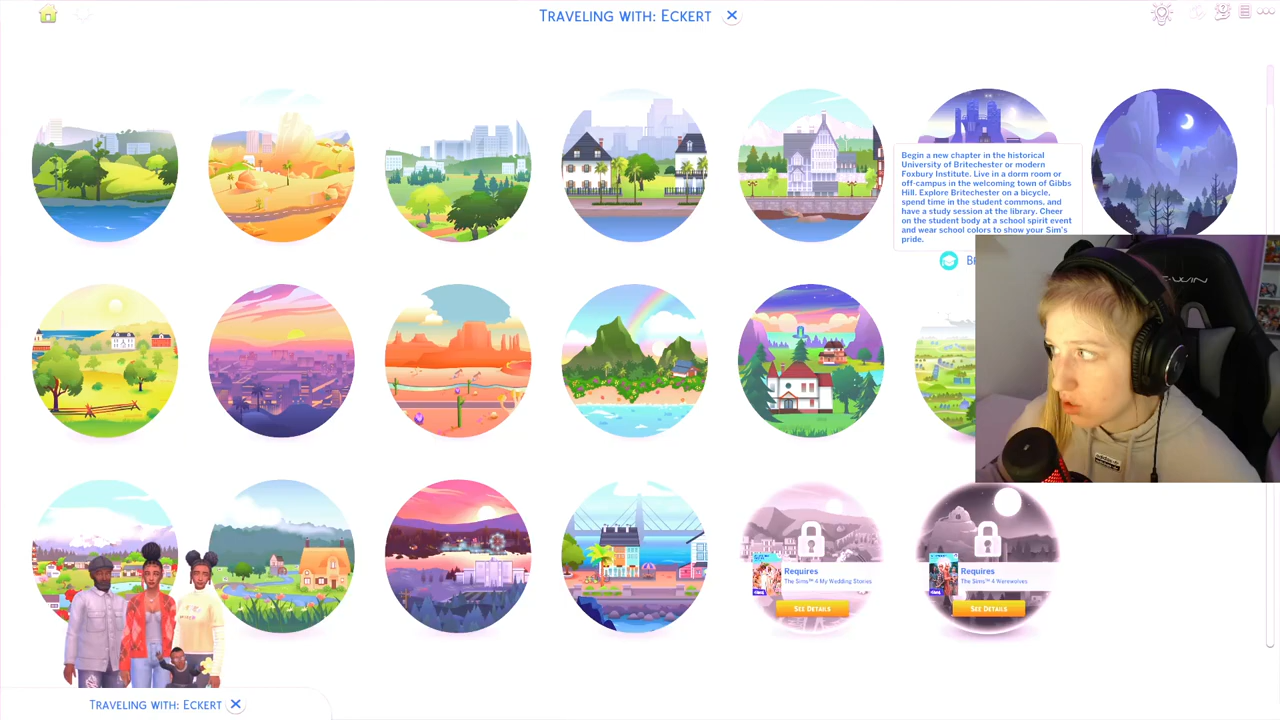 TRAVELING WITH: ECKERT
Begin a new chapter in the historical
University of Britechester or modern
Foxbury Institute. Live in a dorm room or
off-campus in the welcoming town of Gibbs
Hill. Explore Britechester on a bicycle,
spend time in the student commons, and
have a study session at the library. Cheer
on the student body at a school spirit event
and wear school colors to show your Sim's
pride.
Requires
The Sims™ 4 My Wedding Stories
SEE DETAILS
Requires
The Sims™ 4 Werewolves
SEE DETAILS
TRAVELING WITH: ECKERT